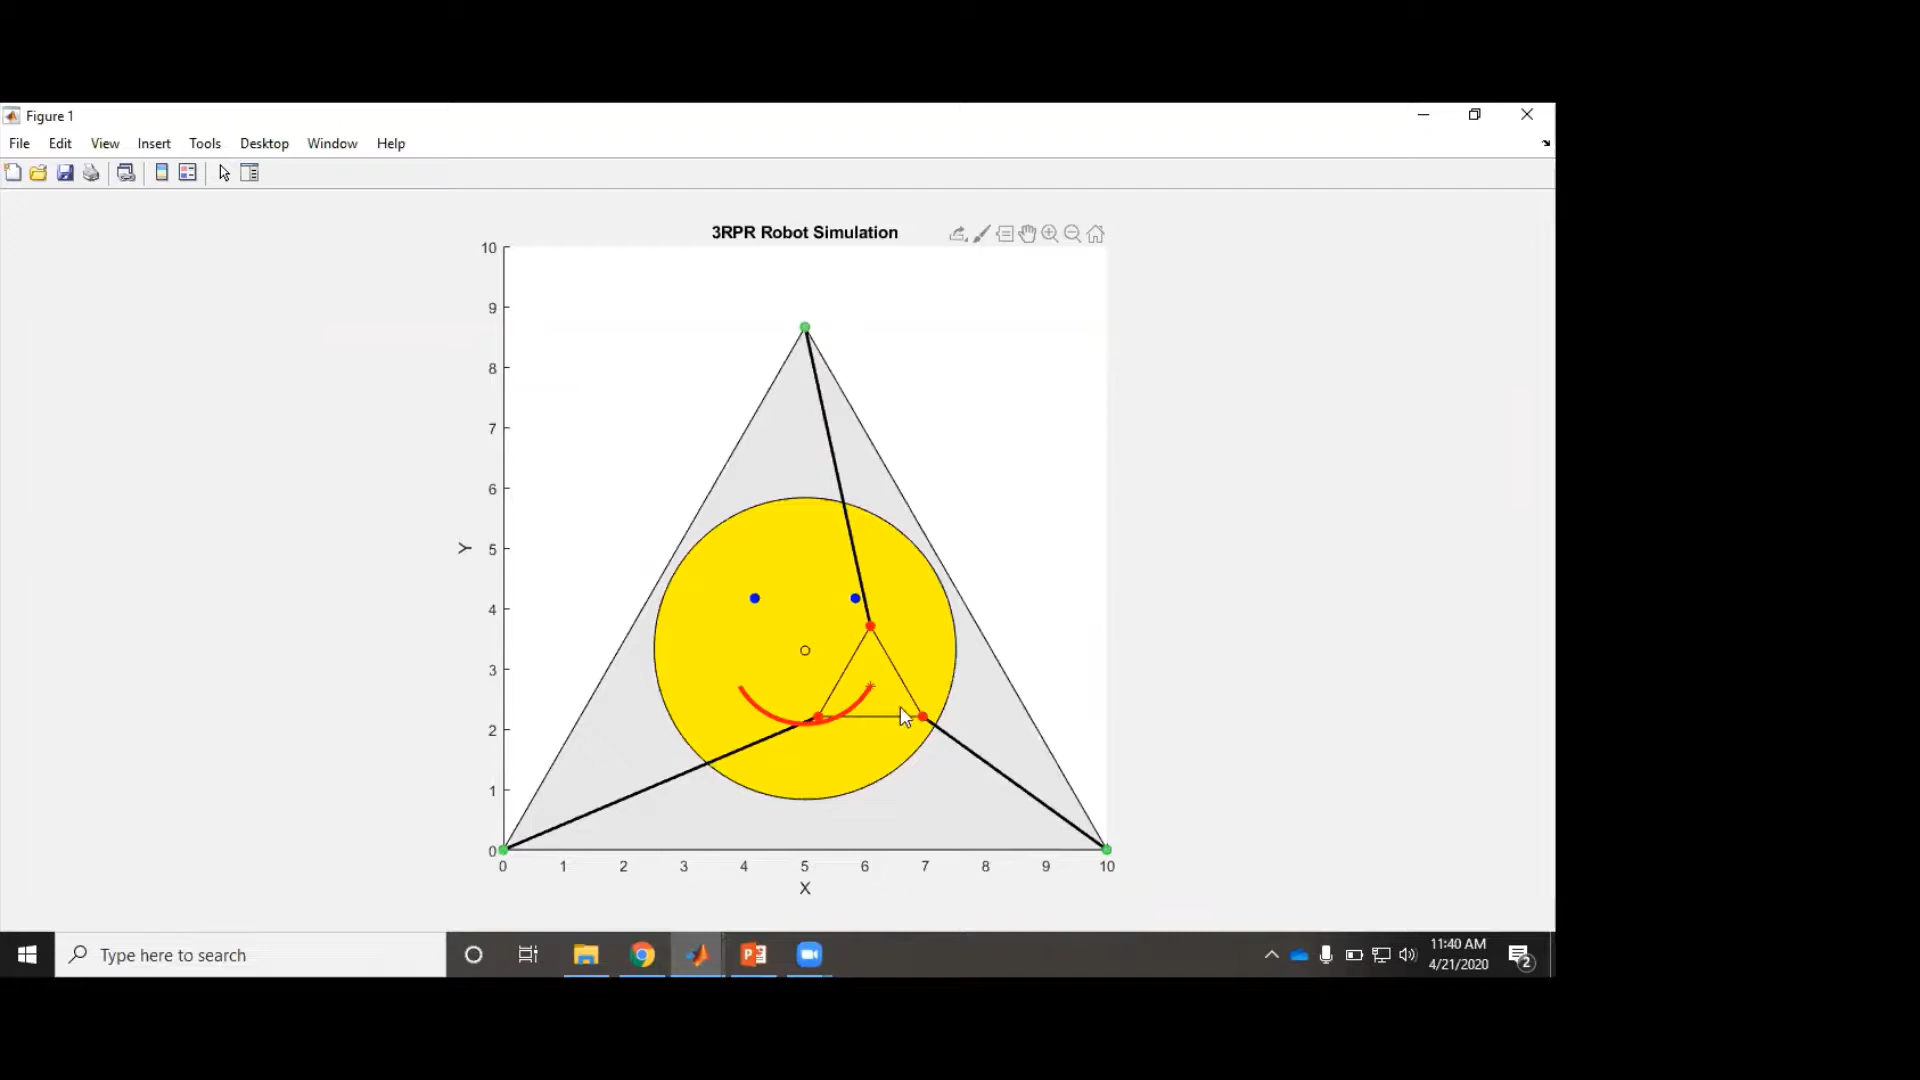 Figure 1
File Edit View Insert Tools Desktop Window Help
3RPR Robot Simulation
10
9
8
7
6
5
4
3
2
1
0
Y
0 1 2 3 4 5 6 7 8 9 10
X
Type here to search
11:40 AM
4/21/2020
2